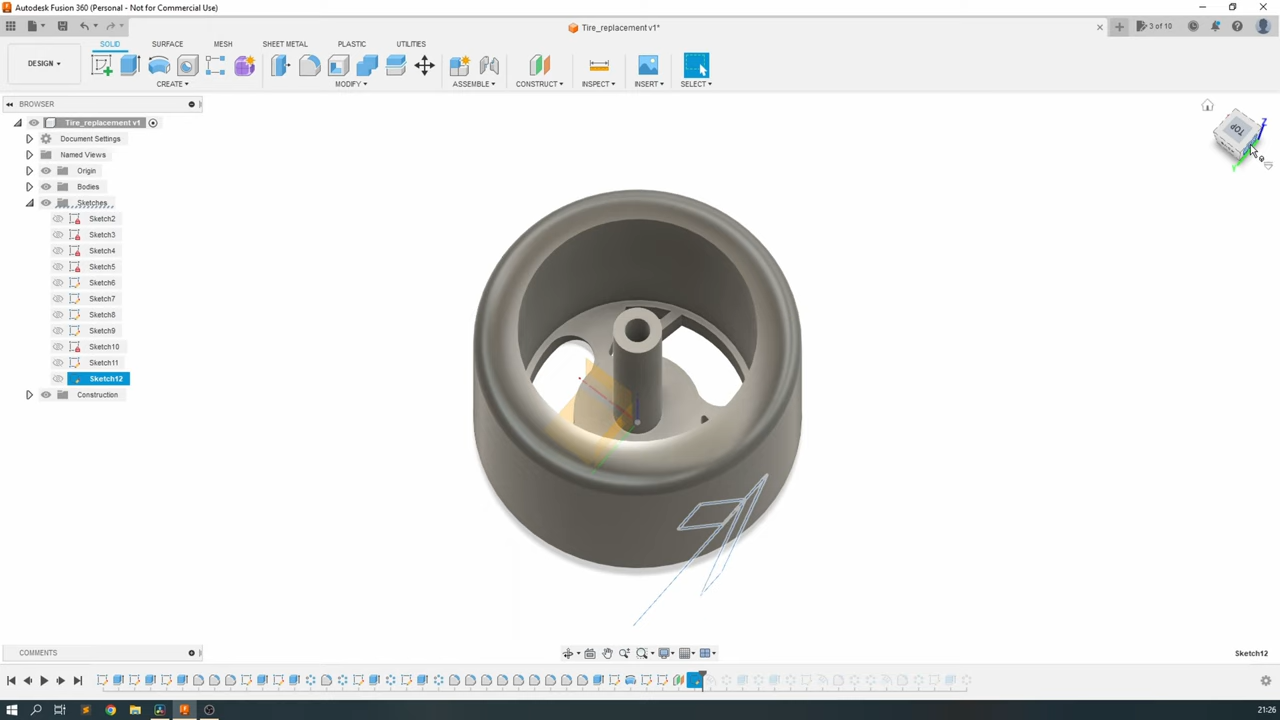 Autodesk Fusion 360 (Personal - Not for Commercial Use)
Tire_replacement v1*
3 of 10
SOLID SURFACE MESH SHEET METAL PLASTIC UTILITIES
DESIGN
CREATE MODIFY ASSEMBLE CONSTRUCT INSPECT INSERT SELECT
BROWSER
Tire_replacement v1
Document Settings
Named Views
Origin
Bodies
Sketches
Sketch2
Sketch3
Sketch4
Sketch5
Sketch6
Sketch7
Sketch8
Sketch9
Sketch10
Sketch11
Sketch12
Construction
TOP
Z
COMMENTS
Sketch12
21:26